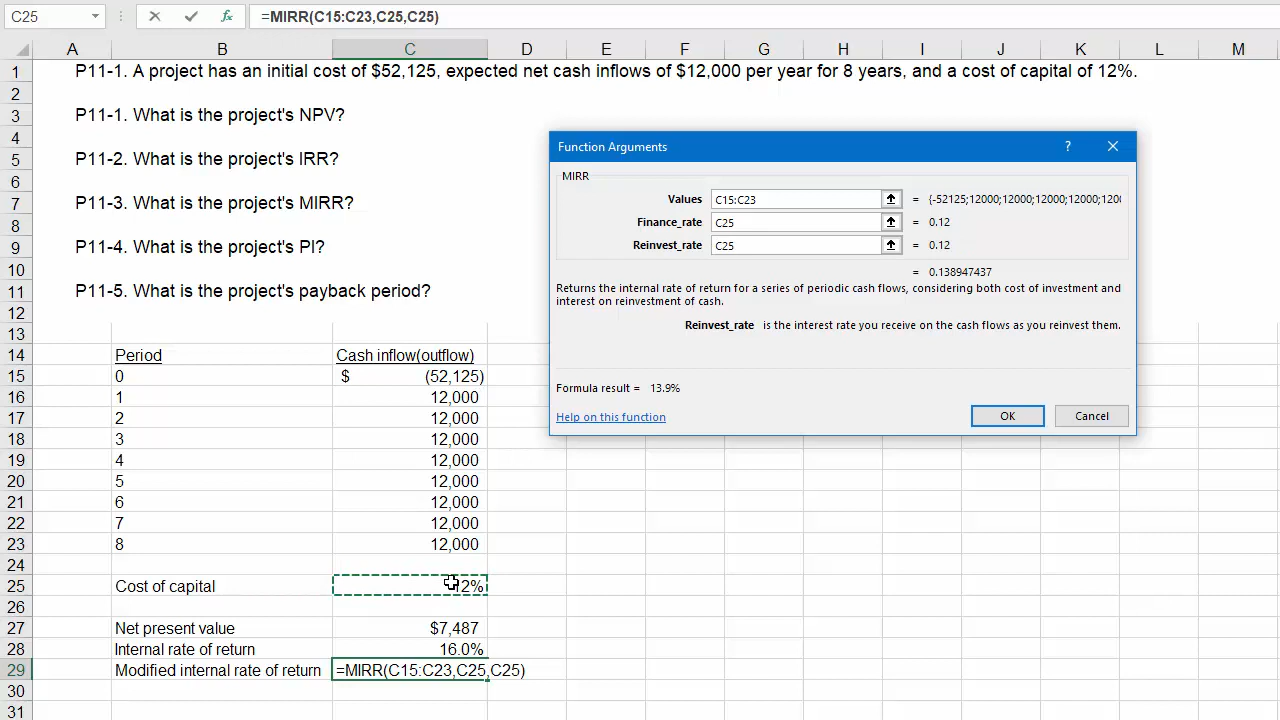 C25 =MIRR(C15:C23,C25,C25)
A B C D E F G H I J K L M
1 P11-1. A project has an initial cost of $52,125, expected net cash inflows of $12,000 per year for 8 years, and a cost of capital of 12%.
2
3 P11-1. What is the project's NPV?
4
5 P11-2. What is the project's IRR?
6
7 P11-3. What is the project's MIRR?
8
9 P11-4. What is the project's PI?
10
11 P11-5. What is the project's payback period?
12
13
14 Period Cash inflow(outflow)
15 0 $ (52,125)
16 1 12,000
17 2 12,000
18 3 12,000
19 4 12,000
20 5 12,000
21 6 12,000
22 7 12,000
23 8 12,000
24
25 Cost of capital 12%
26
27 Net present value $7,487
28 Internal rate of return 16.0%
29 Modified internal rate of return =MIRR(C15:C23,C25,C25)
30
31
Function Arguments ?
MIRR
Values C15:C23 = {-52125;12000;12000;12000;12000;1200
Finance_rate C25 = 0.12
Reinvest_rate C25 = 0.12
= 0.138947437
Returns the internal rate of return for a series of periodic cash flows, considering both cost of investment and
interest on reinvestment of cash.
Reinvest_rate is the interest rate you receive on the cash flows as you reinvest them.
Formula result = 13.9%
Help on this function OK Cancel